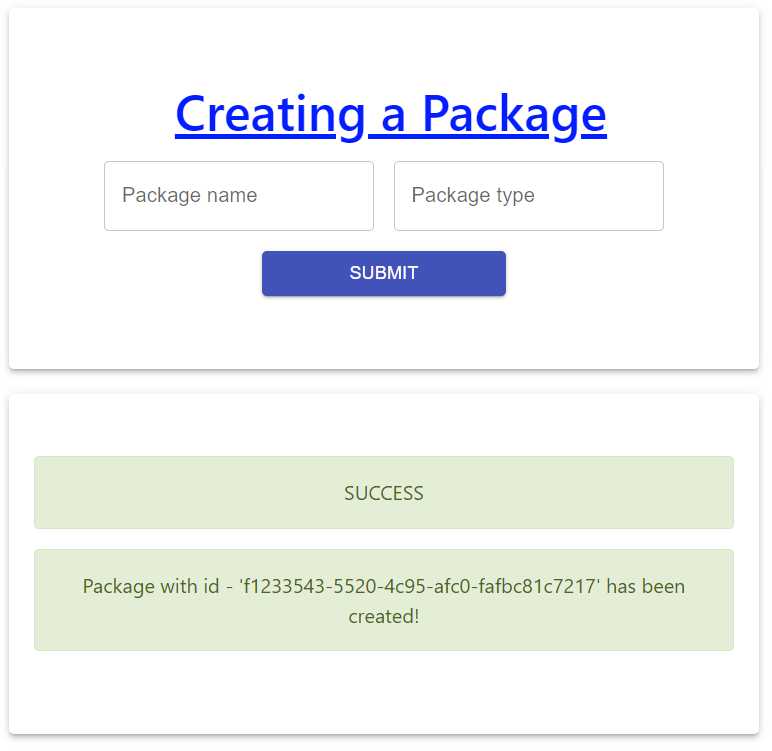 Creating a Package
Package name
Package type
SUBMIT
SUCCESS
Package with id - 'f1233543-5520-4c95-afc0-fafbc81c7217' has been
created!